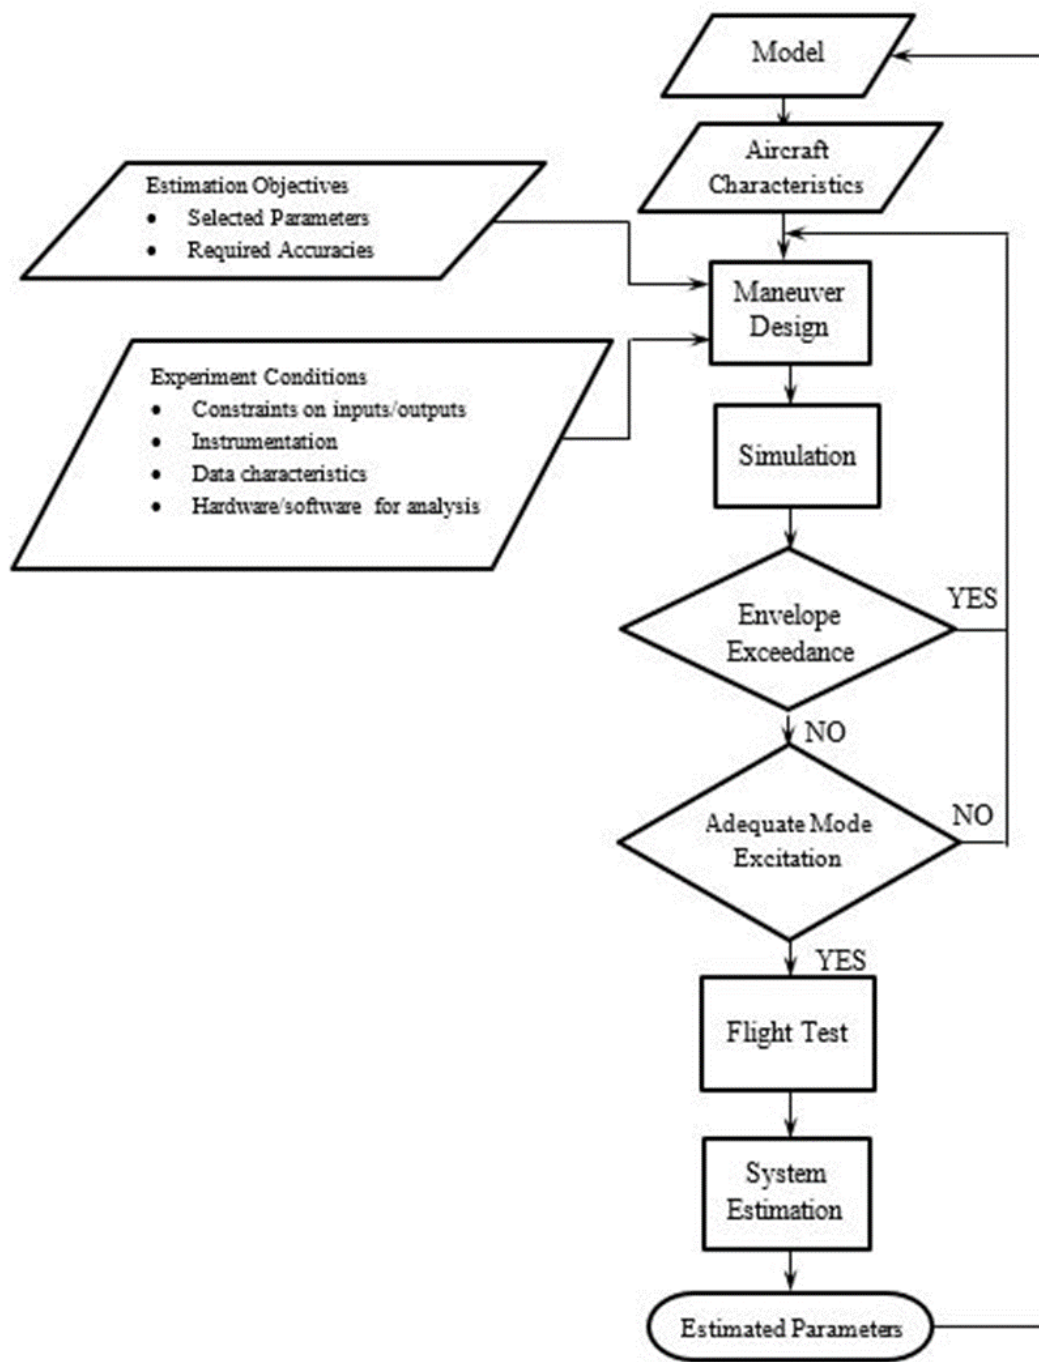 Model
Aircraft
Characteristics
Estimation Objectives
• Selected Parameters
• Required Accuracies
Maneuver
Design
Experiment Conditions
• Constraints on inputs/outputs
• Instrumentation
• Data characteristics
• Hardware/software for analysis
Simulation
Envelope
Exceedance
YES
NO
Adequate Mode
Excitation
NO
YES
Flight Test
System
Estimation
Estimated Parameters